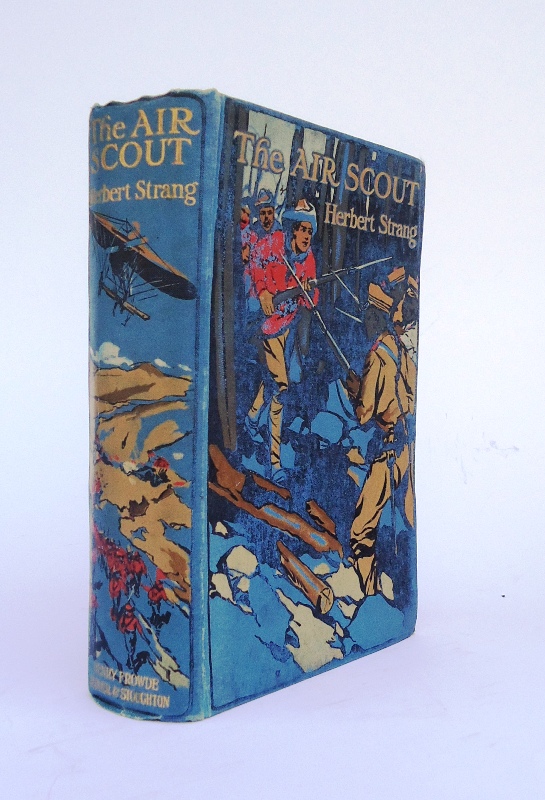 The AIR
SCOUT
Herbert Strang
HENRY FROWDE
HODDER & STOUGHTON
The AIR SCOUT
Herbert Strang